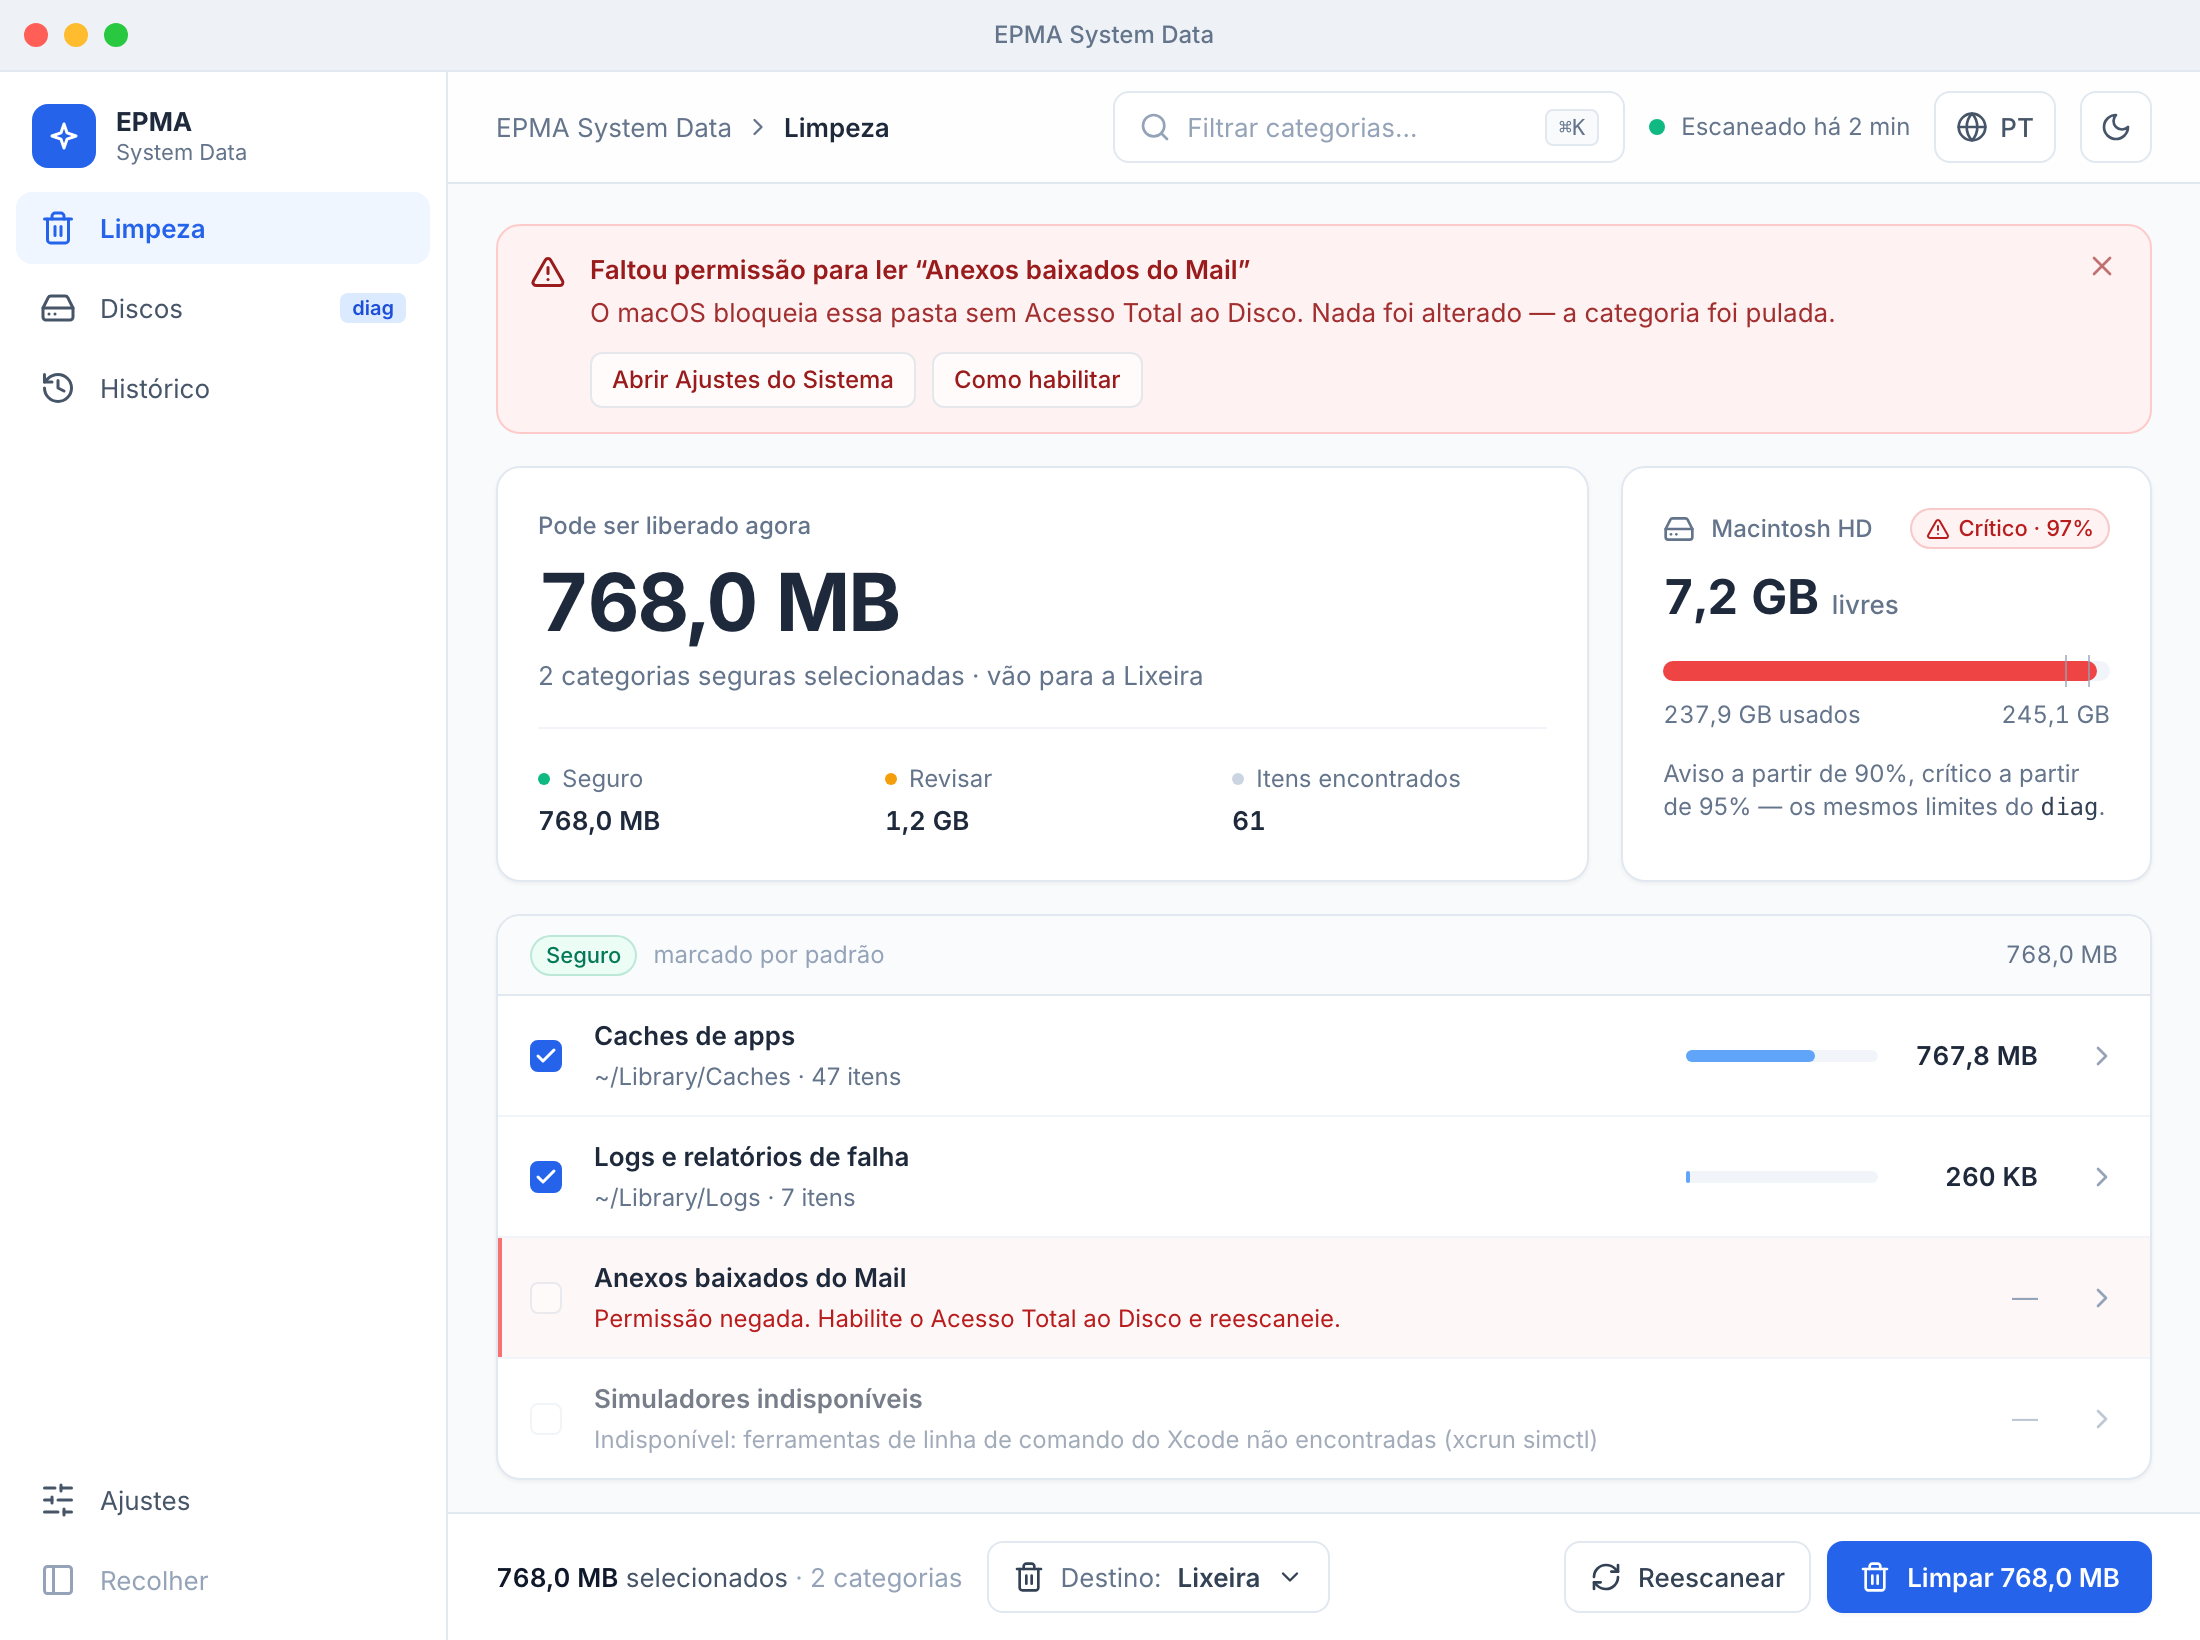 EPMA System Data
EPMA
System Data
Limpeza
Discos
diag
Histórico
Ajustes
Recolher
EPMA System Data > Limpeza
Filtrar categorias...
⌘K
Escaneado há 2 min
PT
Faltou permissão para ler “Anexos baixados do Mail”
O macOS bloqueia essa pasta sem Acesso Total ao Disco. Nada foi alterado — a categoria foi pulada.
Abrir Ajustes do Sistema
Como habilitar
Pode ser liberado agora
768,0 MB
2 categorias seguras selecionadas · vão para a Lixeira
Seguro
768,0 MB
Revisar
1,2 GB
Itens encontrados
61
Macintosh HD
Crítico · 97%
7,2 GB livres
237,9 GB usados
245,1 GB
Aviso a partir de 90%, crítico a partir
de 95% — os mesmos limites do diag.
Seguro
marcado por padrão
768,0 MB
Caches de apps
~/Library/Caches · 47 itens
767,8 MB
Logs e relatórios de falha
~/Library/Logs · 7 itens
260 KB
Anexos baixados do Mail
Permissão negada. Habilite o Acesso Total ao Disco e reescaneie.
—
Simuladores indisponíveis
Indisponível: ferramentas de linha de comando do Xcode não encontradas (xcrun simctl)
—
768,0 MB selecionados · 2 categorias
Destino: Lixeira
Reescanear
Limpar 768,0 MB